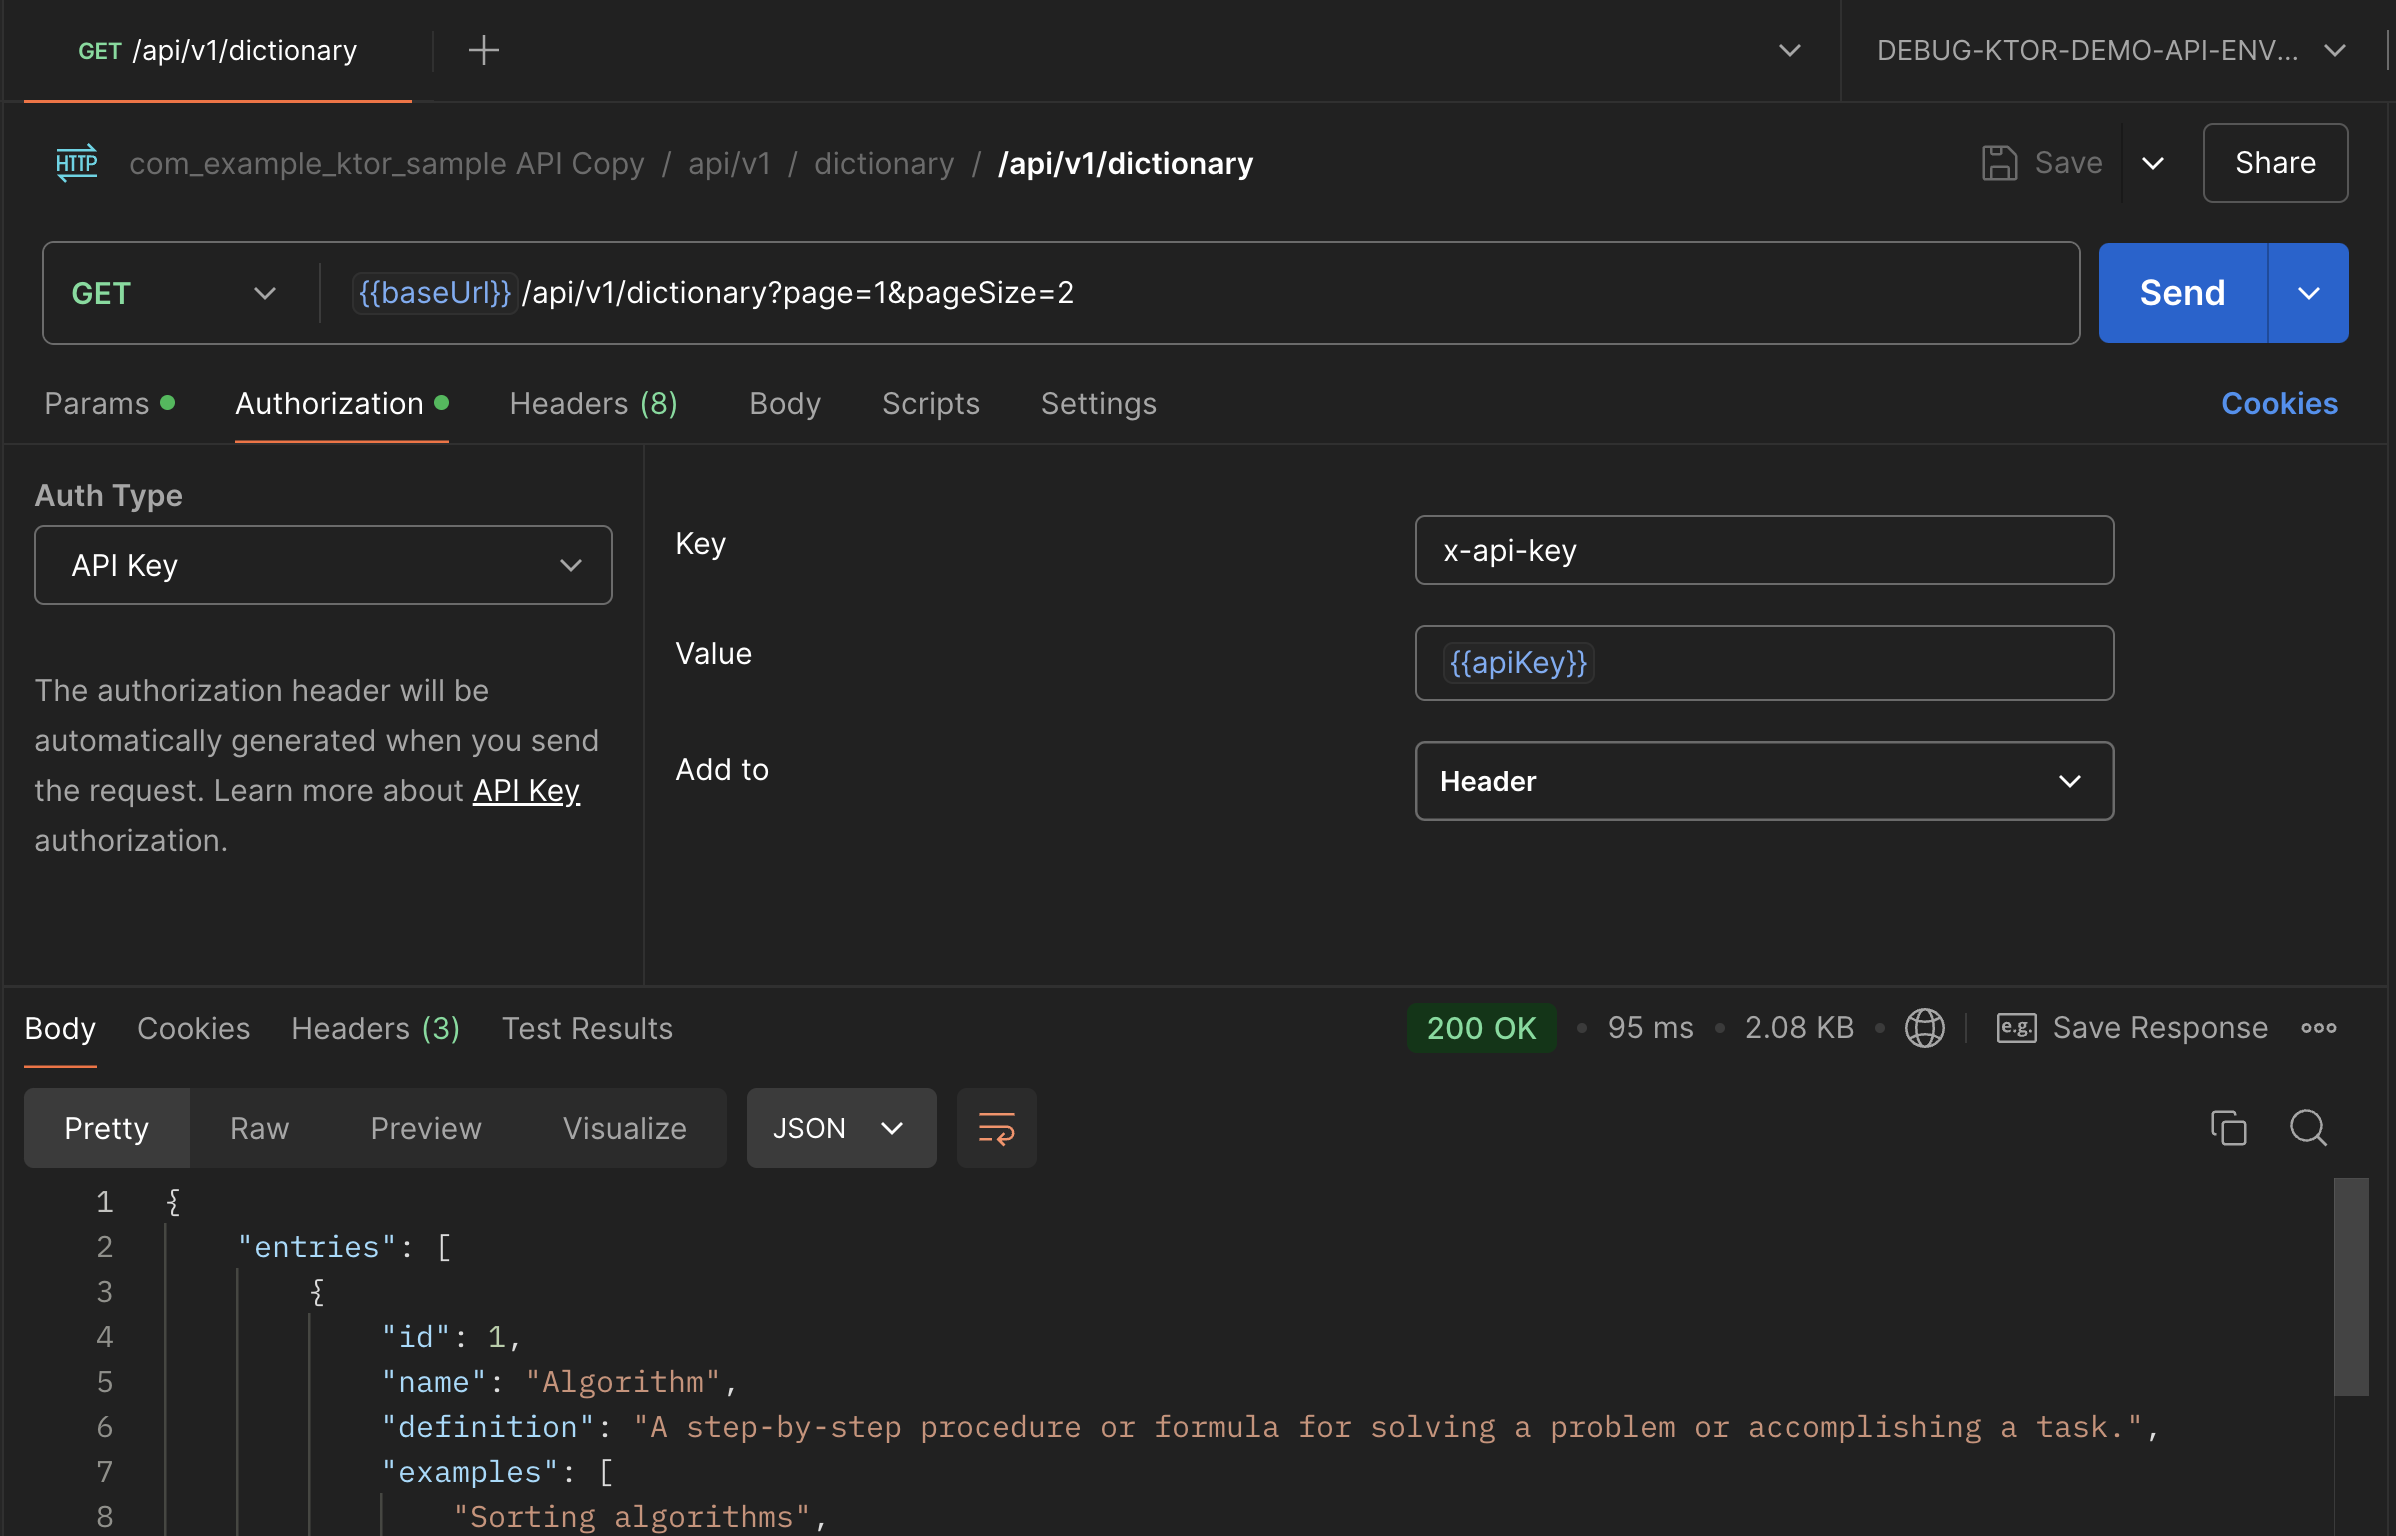 GET /api/v1/dictionary
DEBUG-KTOR-DEMO-API-ENV...
HTTP com_example_ktor_sample API Copy / api/v1 / dictionary / /api/v1/dictionary
Save
Share
GET
{{baseUrl}}/api/v1/dictionary?page=1&pageSize=2
Send
Params
Authorization
Headers (8)
Body
Scripts
Settings
Cookies
Auth Type
API Key
The authorization header will be
automatically generated when you send
the request. Learn more about API Key
authorization.
Key
x-api-key
Value
{{apiKey}}
Add to
Header
Body
Cookies
Headers (3)
Test Results
200 OK
95 ms
2.08 KB
e.g.
Save Response
Pretty
Raw
Preview
Visualize
JSON
1 {
2 "entries": [
3 {
4 "id": 1,
5 "name": "Algorithm",
6 "definition": "A step-by-step procedure or formula for solving a problem or accomplishing a task.",
7 "examples": [
8 "Sorting algorithms",